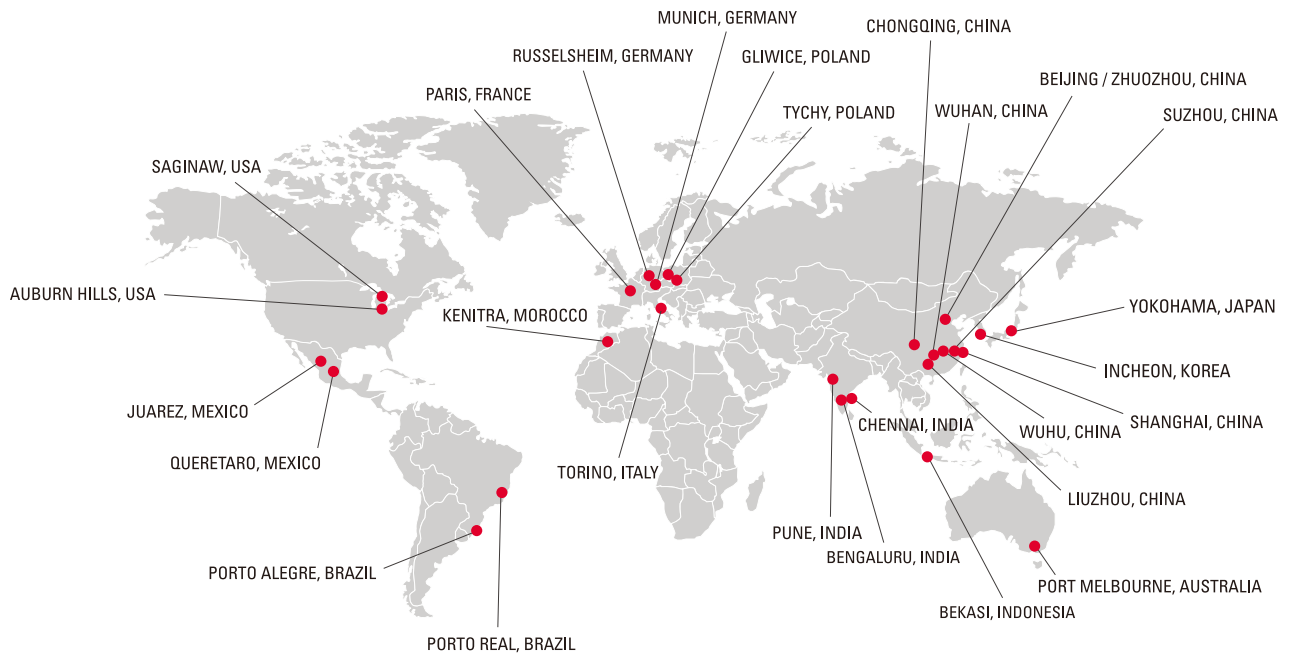 MUNICH, GERMANY
CHONGQING, CHINA
RUSSELSHEIM, GERMANY
GLIWICE, POLAND
BEIJING / ZHUOZHOU, CHINA
PARIS, FRANCE
TYCHY, POLAND
WUHAN, CHINA
SUZHOU, CHINA
SAGINAW, USA
AUBURN HILLS, USA
KENITRA, MOROCCO
YOKOHAMA, JAPAN
INCHEON, KOREA
JUAREZ, MEXICO
CHENNAI, INDIA
WUHU, CHINA
SHANGHAI, CHINA
QUERETARO, MEXICO
TORINO, ITALY
LIUZHOU, CHINA
PUNE, INDIA
BENGALURU, INDIA
PORTO ALEGRE, BRAZIL
PORT MELBOURNE, AUSTRALIA
BEKASI, INDONESIA
PORTO REAL, BRAZIL